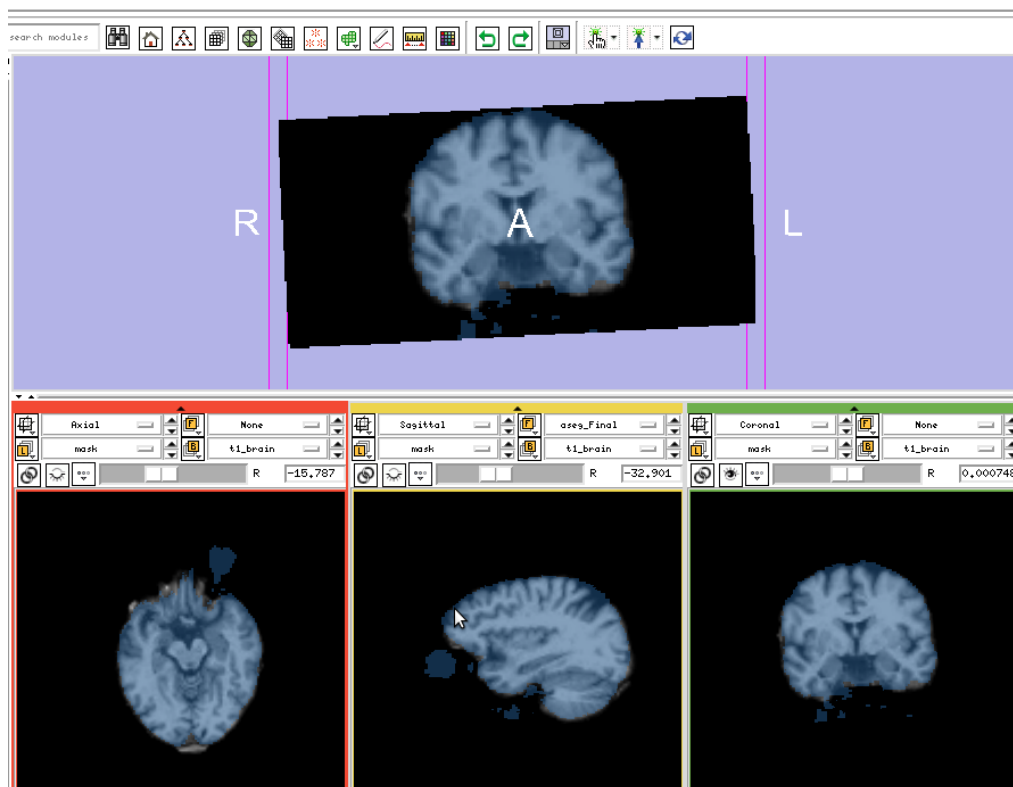 search modules
R A L
Axial F None Sagittal F aseg_Final Coronal F None
L mask B t1_brain L mask B t1_brain L mask B t1_brain
R -15.787 R -32.901 R 0.000748